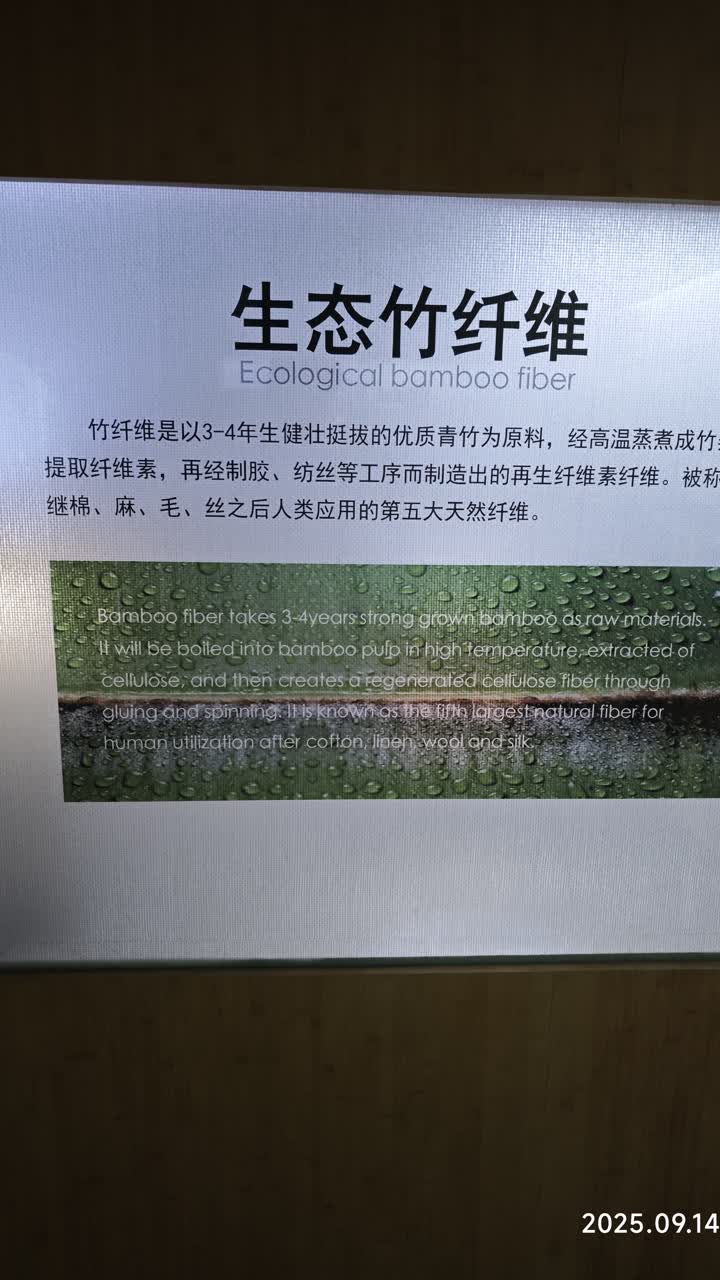 生态竹纤维
Ecological bamboo fiber
竹纤维是以3-4年生健壮挺拔的优质青竹为原料，经高温蒸煮成竹
提取纤维素，再经制胶、纺丝等工序而制造出的再生纤维素纤维。被称
继棉、麻、毛、丝之后人类应用的第五大天然纤维。
Bamboo fiber takes 3-4years strong grown bamboo as raw materials.
It will be boiled into bamboo pulp in high temperature, extracted of
cellulose, and then creates a regenerated cellulose fiber through
gluing and spinning. It is known as the fifth largest natural fiber for
human utilization after cotton, linen, wool and silk.
2025.09.14